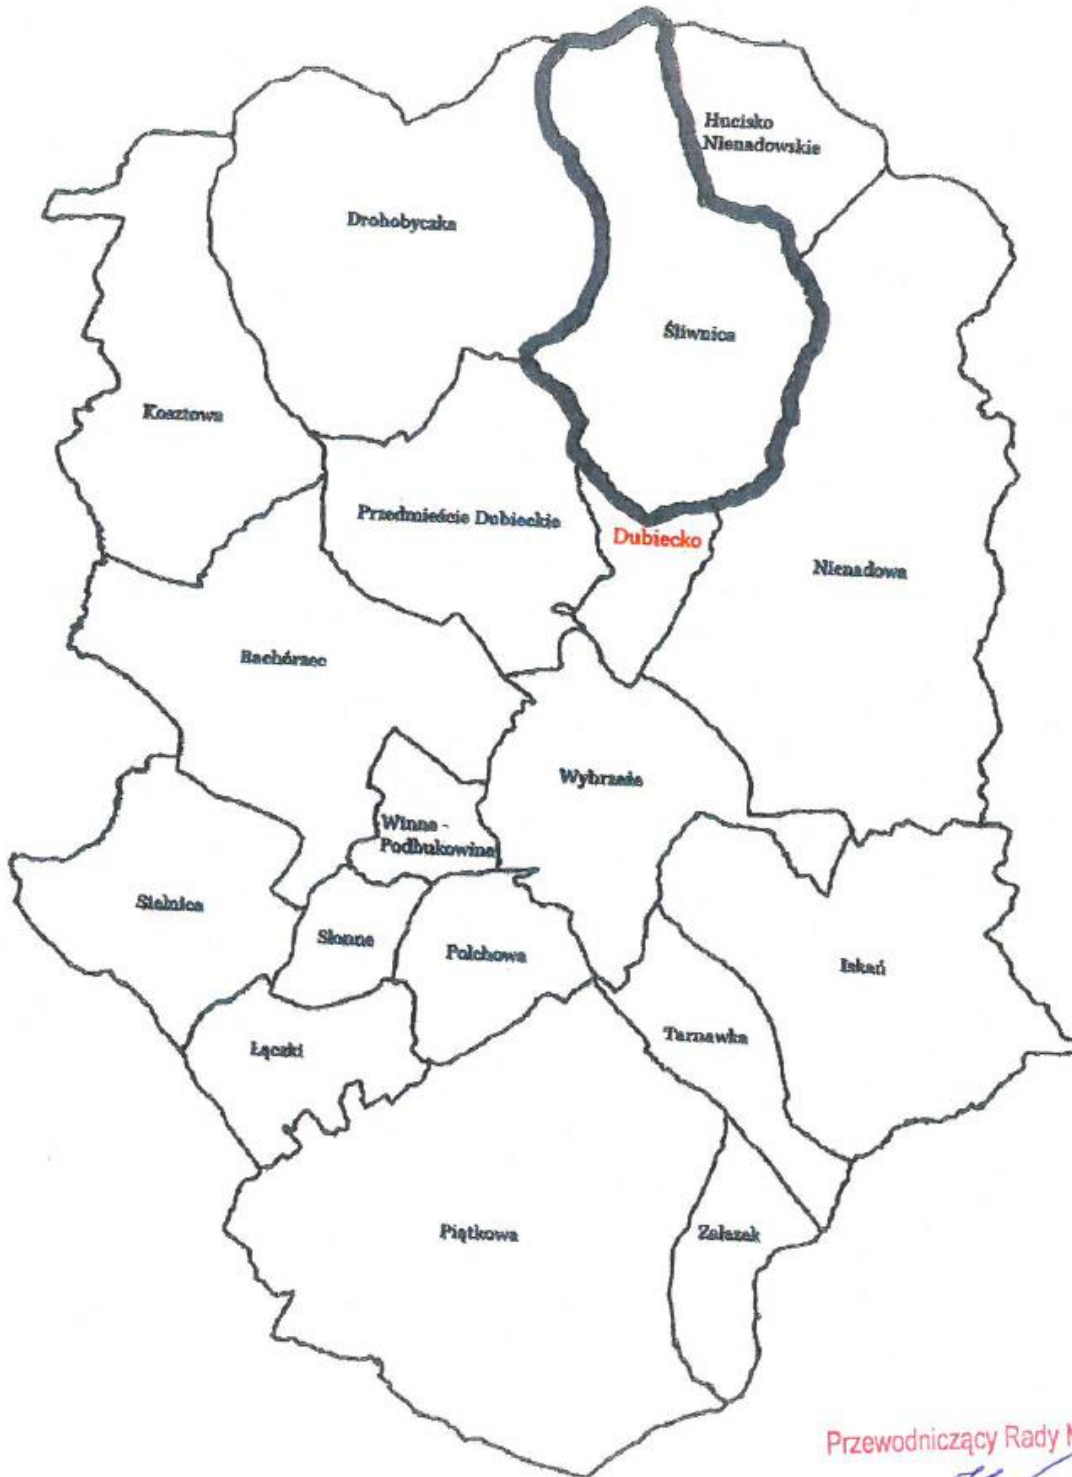 Hucisko
Nienadowskie
Drohobyczka
Śliwnica
Kosztowa
Przedmieście Dubieckie
Dubiecko
Nienadowa
Bachórzec
Wybrzeże
Winne -
Podbukowina
Sielnica
Słonne
Polchowa
Iskań
Tarnawka
Łączki
Piątkowa
Załazek
Przewodniczący Rady